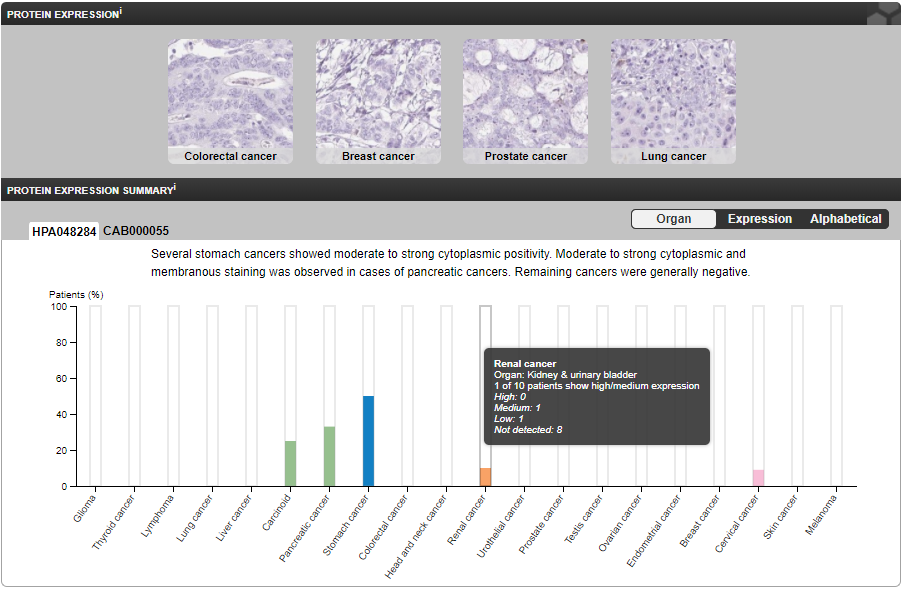 PROTEIN EXPRESSIONi
Colorectal cancer
Breast cancer
Prostate cancer
Lung cancer
PROTEIN EXPRESSION SUMMARYi
Organ
Expression
Alphabetical
HPA048284
CAB000055
Several stomach cancers showed moderate to strong cytoplasmic positivity. Moderate to strong cytoplasmic and
membranous staining was observed in cases of pancreatic cancers. Remaining cancers were generally negative.
Patients (%)
100
80
60
40
20
0
Renal cancer
Organ: Kidney & urinary bladder
1 of 10 patients show high/medium expression
High: 0
Medium: 1
Low: 1
Not detected: 8
Glioma
Thyroid cancer
Lymphoma
Lung cancer
Liver cancer
Carcinoid
Pancreatic cancer
Stomach cancer
Colorectal cancer
Head and neck cancer
Renal cancer
Urothelial cancer
Prostate cancer
Testis cancer
Ovarian cancer
Endometrial cancer
Breast cancer
Cervical cancer
Skin cancer
Melanoma